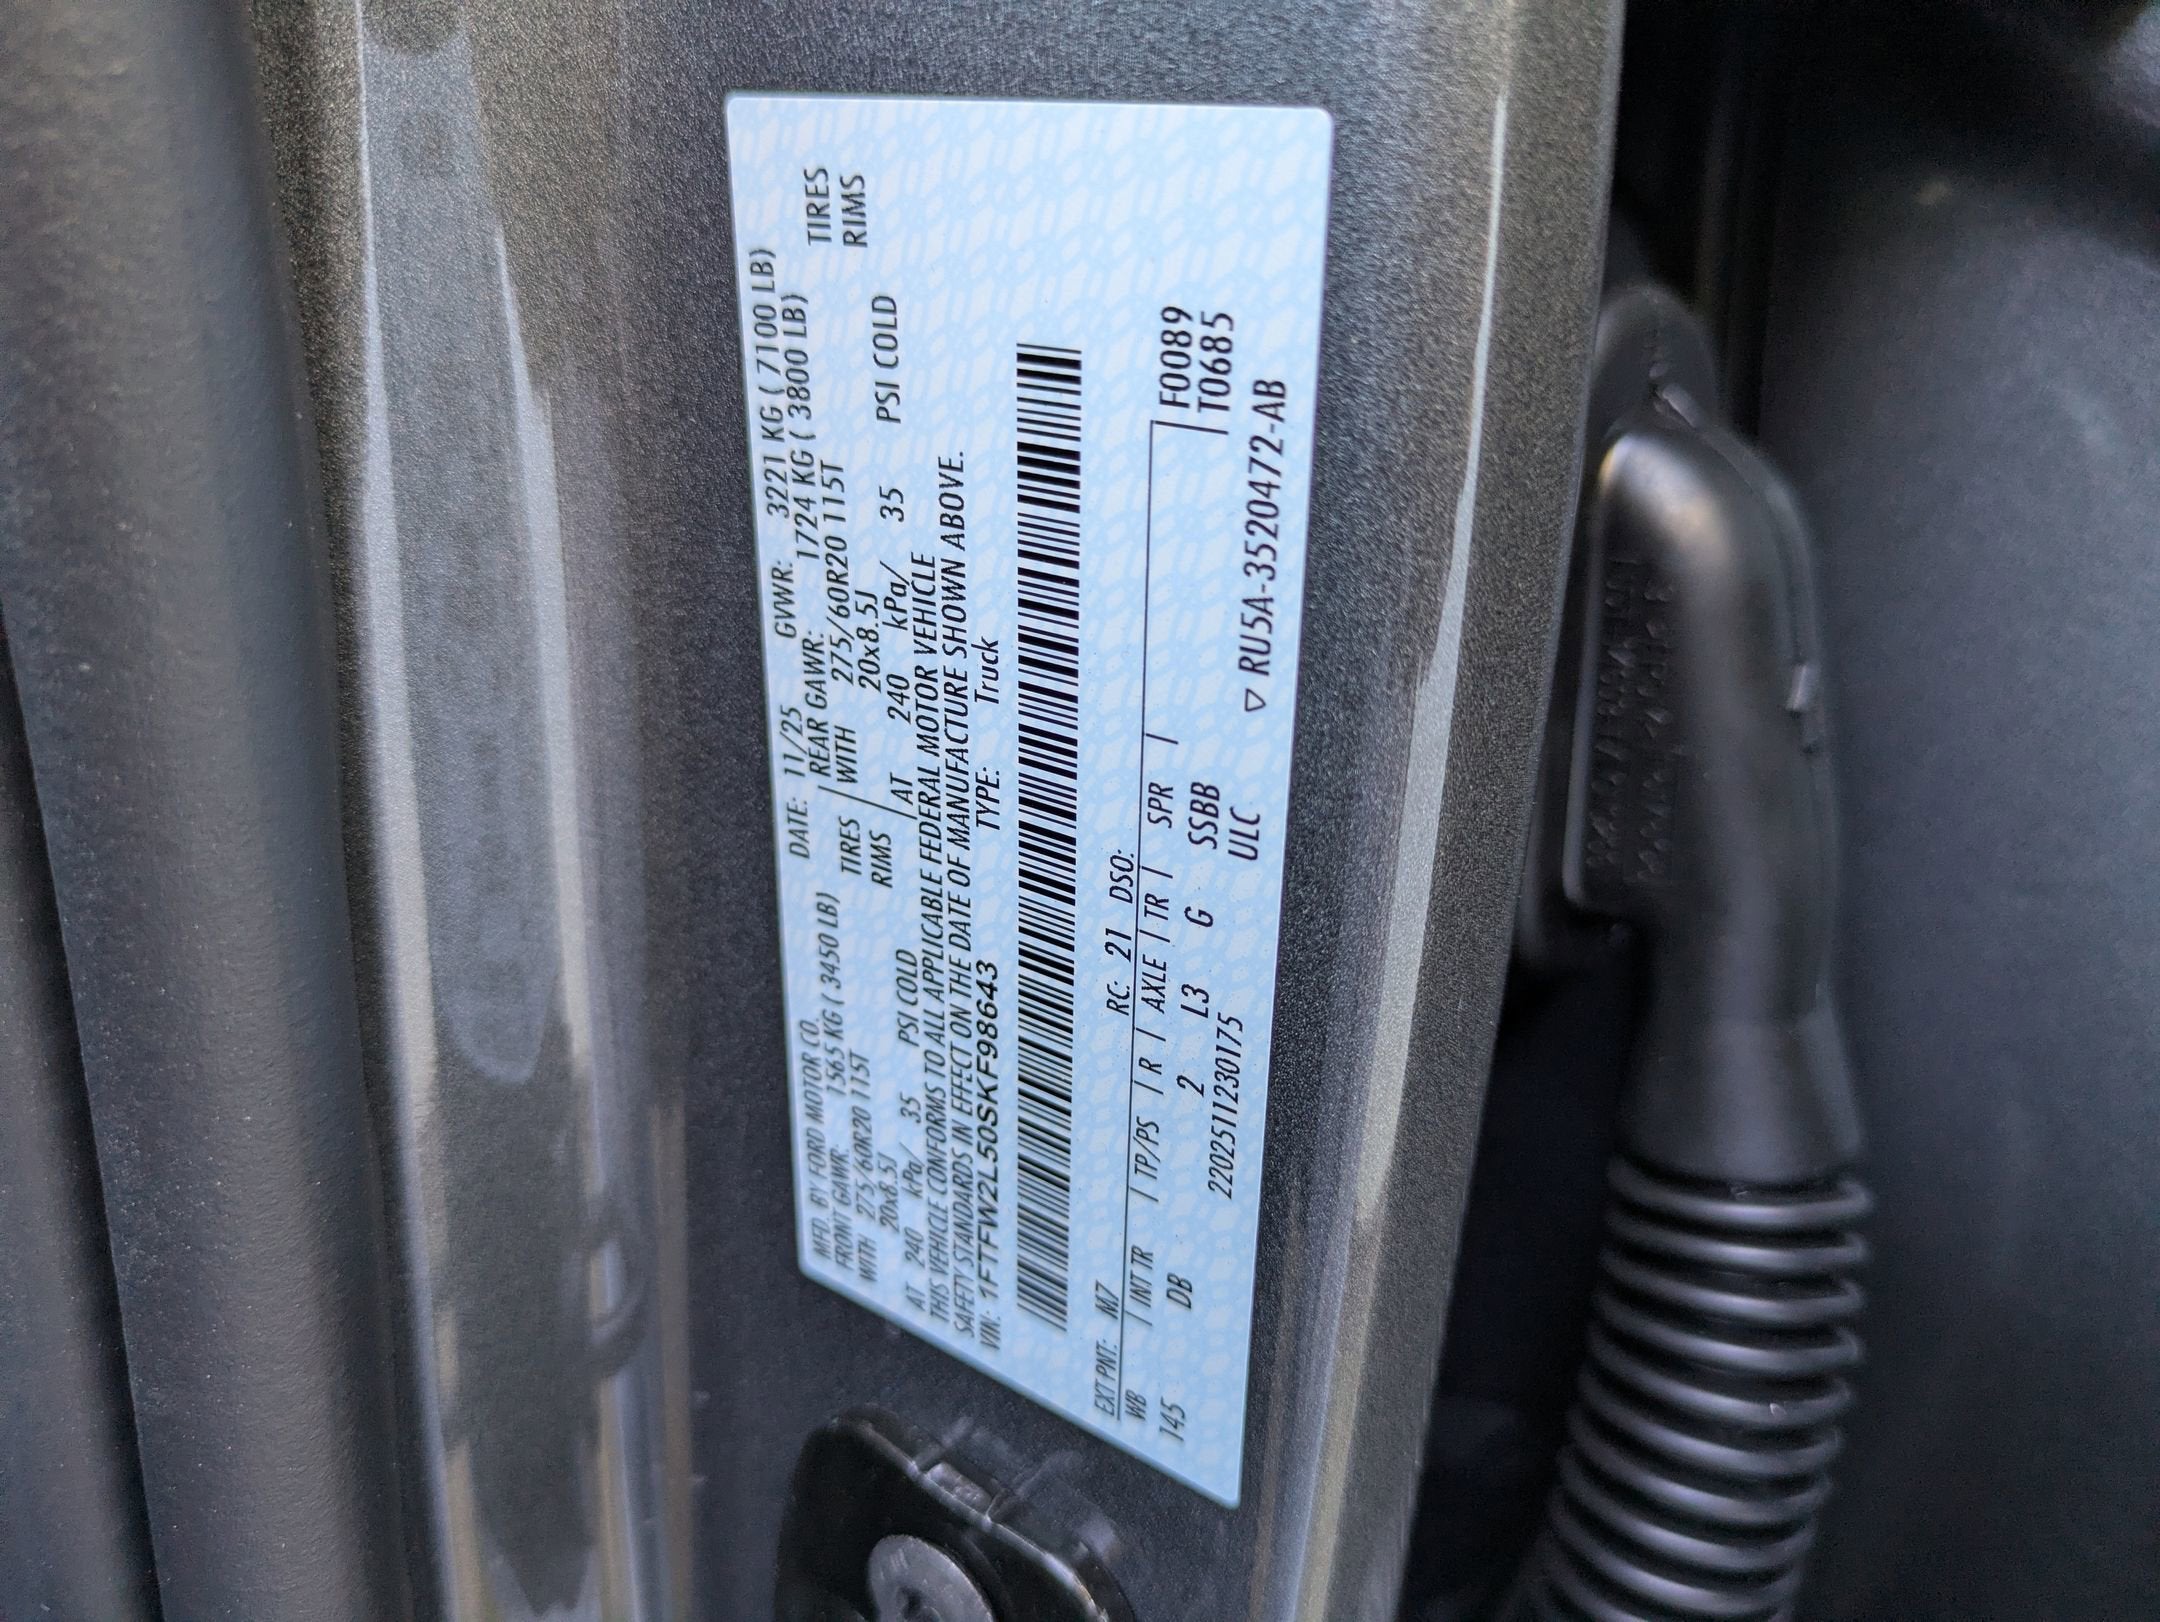 MFD. BY FORD MOTOR CO. DATE: 11/25 GVWR: 3221 KG ( 7100 LB)
FRONT GAWR: 1565 KG ( 3450 LB) REAR GAWR: 1724 KG ( 3800 LB)
WITH 275/60R20 115T TIRES WITH 275/60R20 115T TIRES
20x8.5J RIMS 20x8.5J RIMS
AT 240 kPa/ 35 PSI COLD AT 240 kPa/ 35 PSI COLD
THIS VEHICLE CONFORMS TO ALL APPLICABLE FEDERAL MOTOR VEHICLE
SAFETY STANDARDS IN EFFECT ON THE DATE OF MANUFACTURE SHOWN ABOVE.
VIN: 1FTFW2L50SKF98643 TYPE: Truck
EXT PNT: M7 RC: 21 DSO:
WB | INT TR | TP/PS | R | AXLE | TR | SPR | F0089
145 DB 2 L3 G SSBB T0685
2202511230175 ULC
▽ RU5A-3520472-AB